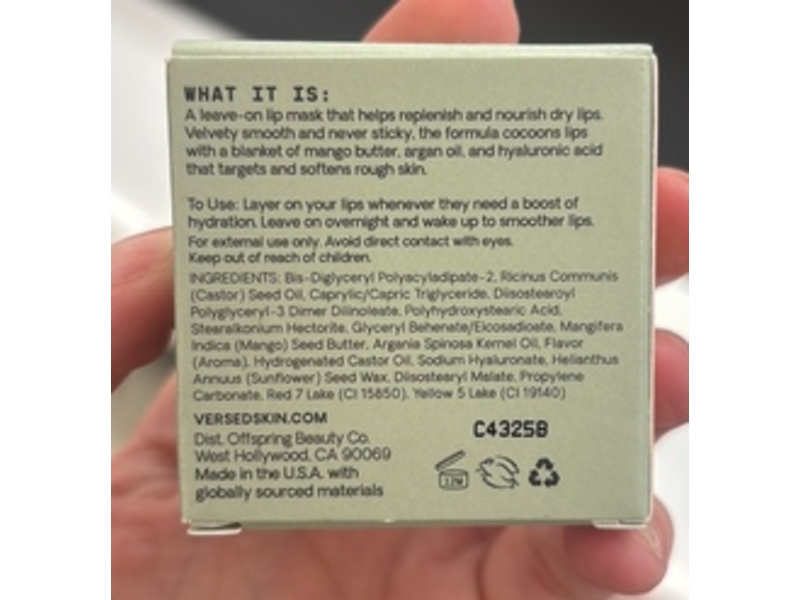 WHAT IT IS:
A leave-on lip mask that helps replenish and nourish dry lips.
Velvety smooth and never sticky, the formula cocoons lips
with a blanket of mango butter, argan oil, and hyaluronic acid
that targets and softens rough skin.
To Use: Layer on your lips whenever they need a boost of
hydration. Leave on overnight and wake up to smoother lips.
For external use only. Avoid direct contact with eyes.
Keep out of reach of children.
INGREDIENTS: Bis-Diglyceryl Polyacyladipate-2, Ricinus Communis
(Castor) Seed Oil, Caprylic/Capric Triglyceride, Diisostearoyl
Polyglyceryl-3 Dimer Dilinoleate, Polyhydroxystearic Acid,
Stearalkonium Hectorite, Glyceryl Behenate/Eicosadioate, Mangifera
Indica (Mango) Seed Butter, Argania Spinosa Kernel Oil, Flavor
(Aroma), Hydrogenated Castor Oil, Sodium Hyaluronate, Helianthus
Annuus (Sunflower) Seed Wax, Diisostearyl Malate, Propylene
Carbonate, Red 7 Lake (CI 15850), Yellow 5 Lake (CI 19140)
VERSEDSKIN.COM
Dist. Offspring Beauty Co.
West Hollywood, CA 90069
Made in the U.S.A. with
globally sourced materials
C43258
12M